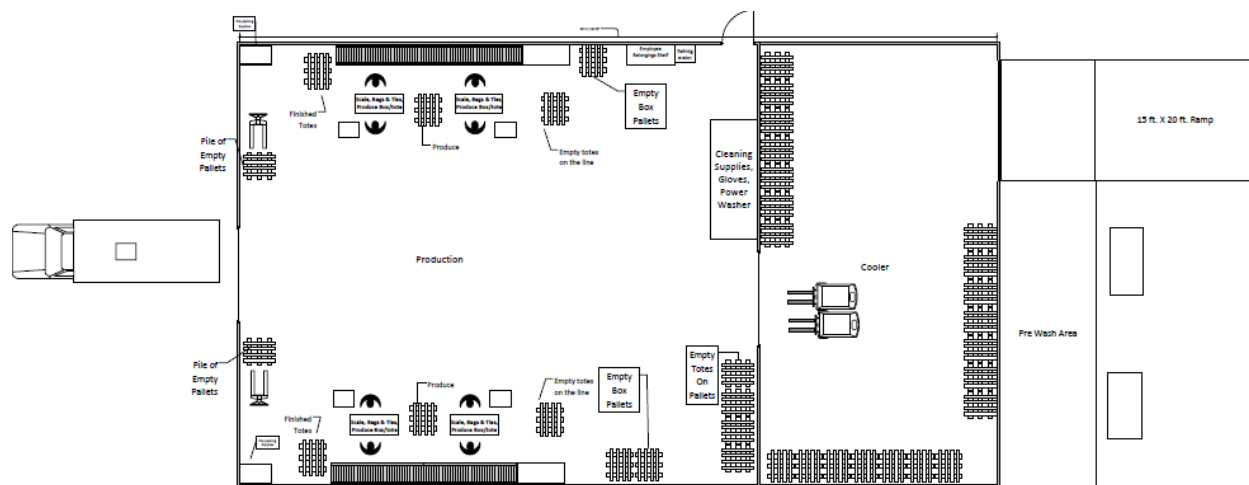 Employee
Belongings Shelf
Refrig
erator
Finished
Totes
Scale, Bags & Ties,
Produce Box/tote
Scale, Bags & Ties,
Produce Box/tote
Produce
Empty totes
on the line
Empty
Box
Pallets
Pile of
Empty
Pallets
Cleaning
Supplies,
Gloves,
Power
Washer
15 ft. X 20 ft. Ramp
Production
Cooler
Pre Wash Area
Pile of
Empty
Pallets
Produce
Empty totes
on the line
Empty
Box
Pallets
Empty
Totes
On
Pallets
Finished
Totes
Scale, Bags & Ties,
Produce Box/tote
Scale, Bags & Ties,
Produce Box/tote